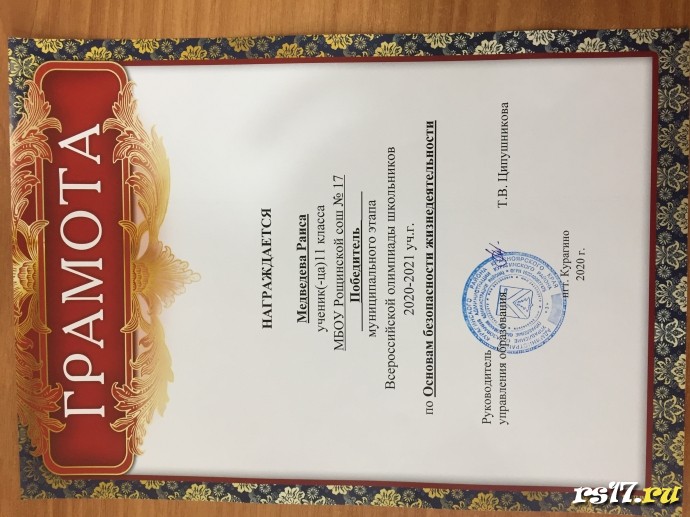 ГРАМОТА
НАГРАЖДАЕТСЯ
Медведева Раиса
ученик(-ца)11 класса
МБОУ Рощинской сош № 17
Победитель
муниципального этапа
Всероссийской олимпиады школьников
2020-2021 уч.г.
по Основам безопасности жизнедеятельности
Руководитель
управления образования
Т.В. Ципушникова
пгт. Курагино
2020 г.
rs17.ru